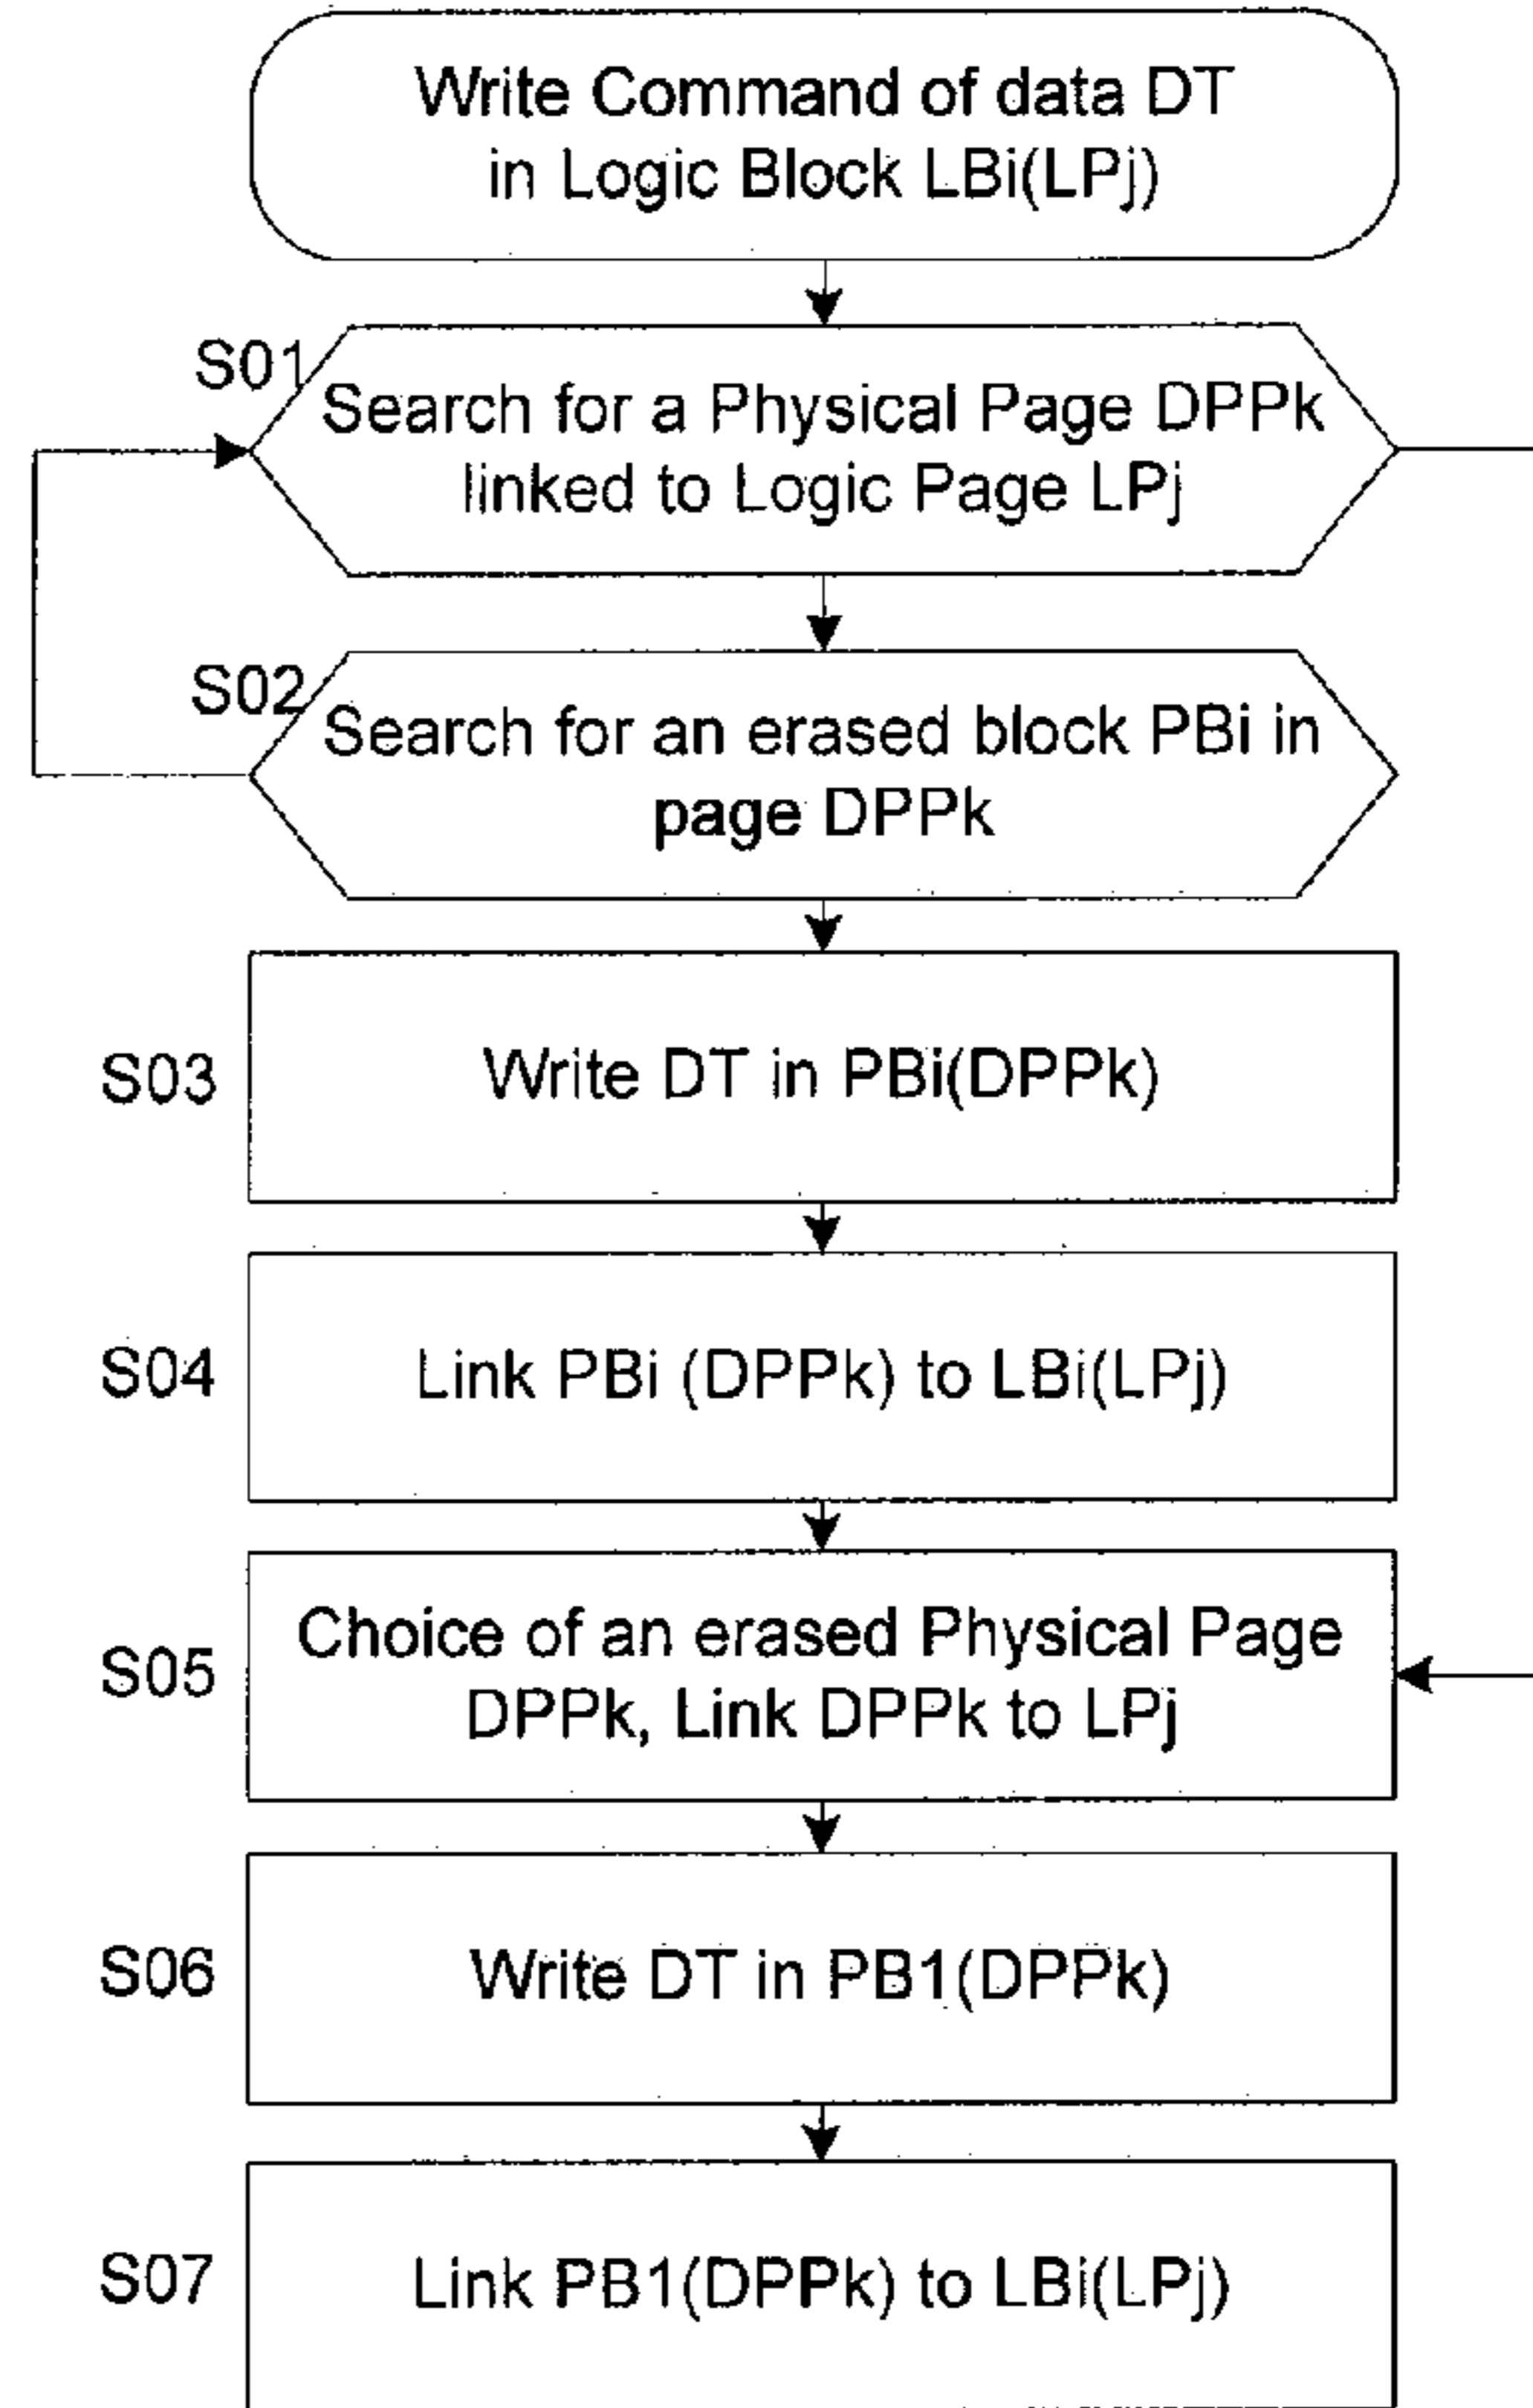 Write Command of data DT
in Logic Block LBi(LPj)
S01
Search for a Physical Page DPPk
linked to Logic Page LPj
S02
Search for an erased block PBi in
page DPPk
S03
Write DT in PBi(DPPk)
S04
Link PBi (DPPk) to LBi(LPj)
S05
Choice of an erased Physical Page
DPPk, Link DPPk to LPj
S06
Write DT in PB1(DPPk)
S07
Link PB1(DPPk) to LBi(LPj)